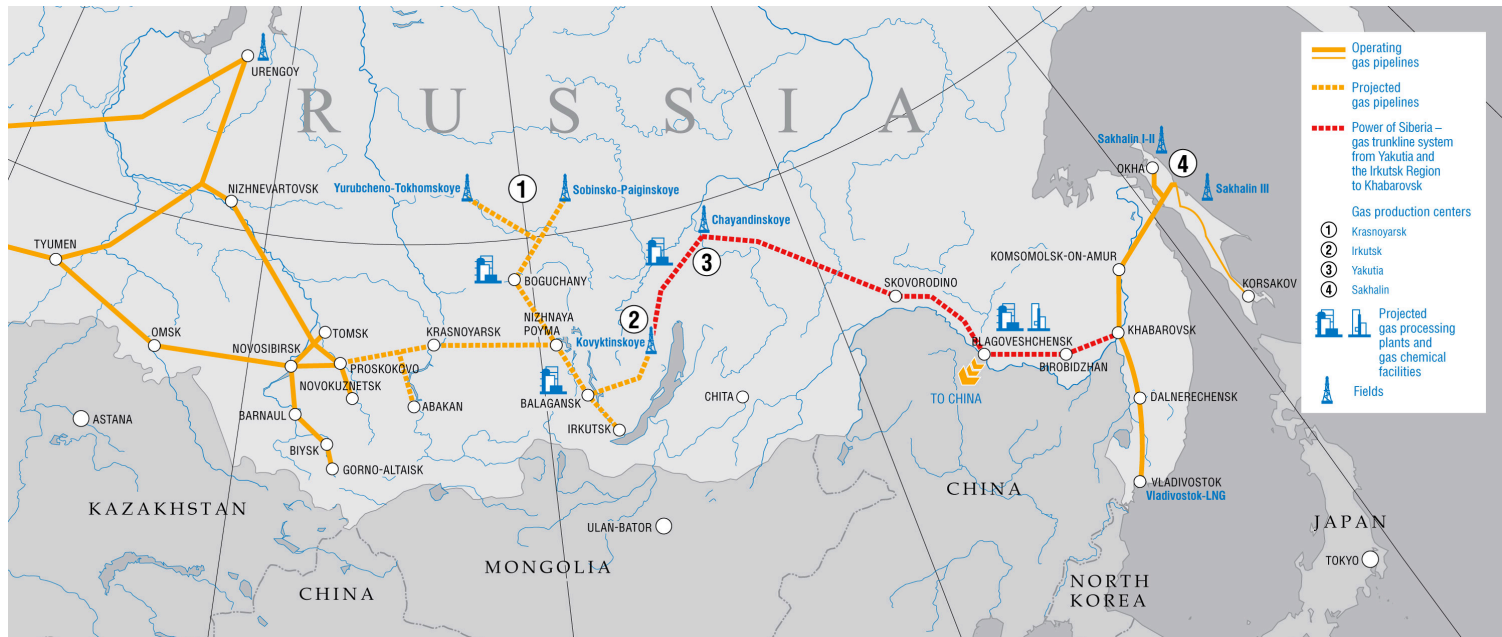 URENGOY
RUSSIA
NIZHNEVARTOVSK
TYUMEN
OMSK
TOMSK
NOVOSIBIRSK
PROSKOKOVO
NOVOKUZNETSK
BARNAUL
BIYSK
GORNO-ALTAISK
ABAKAN
KRASNOYARSK
ASTANA
KAZAKHSTAN
CHINA
Yurubcheno-Tokhomskoye
1
Sobinsko-Paiginskoye
BOGUCHANY
NIZHNAYA
POYMA
2
Kovyktinskoye
BALAGANSK
IRKUTSK
CHITA
ULAN-BATOR
MONGOLIA
Chayandinskoye
3
SKOVORODINO
BLAGOVESHCHENSK
BIROBIDZHAN
TO CHINA
CHINA
Sakhalin I-II
4
OKHA
Sakhalin III
KOMSOMOLSK-ON-AMUR
KORSAKOV
KHABAROVSK
DALNERECHENSK
VLADIVOSTOK
Vladivostok-LNG
NORTH
KOREA
JAPAN
TOKYO
Operating
gas pipelines
Projected
gas pipelines
Power of Siberia –
gas trunkline system
from Yakutia and
the Irkutsk Region
to Khabarovsk
Gas production centers
1 Krasnoyarsk
2 Irkutsk
3 Yakutia
4 Sakhalin
Projected
gas processing
plants and
gas chemical
facilities
Fields